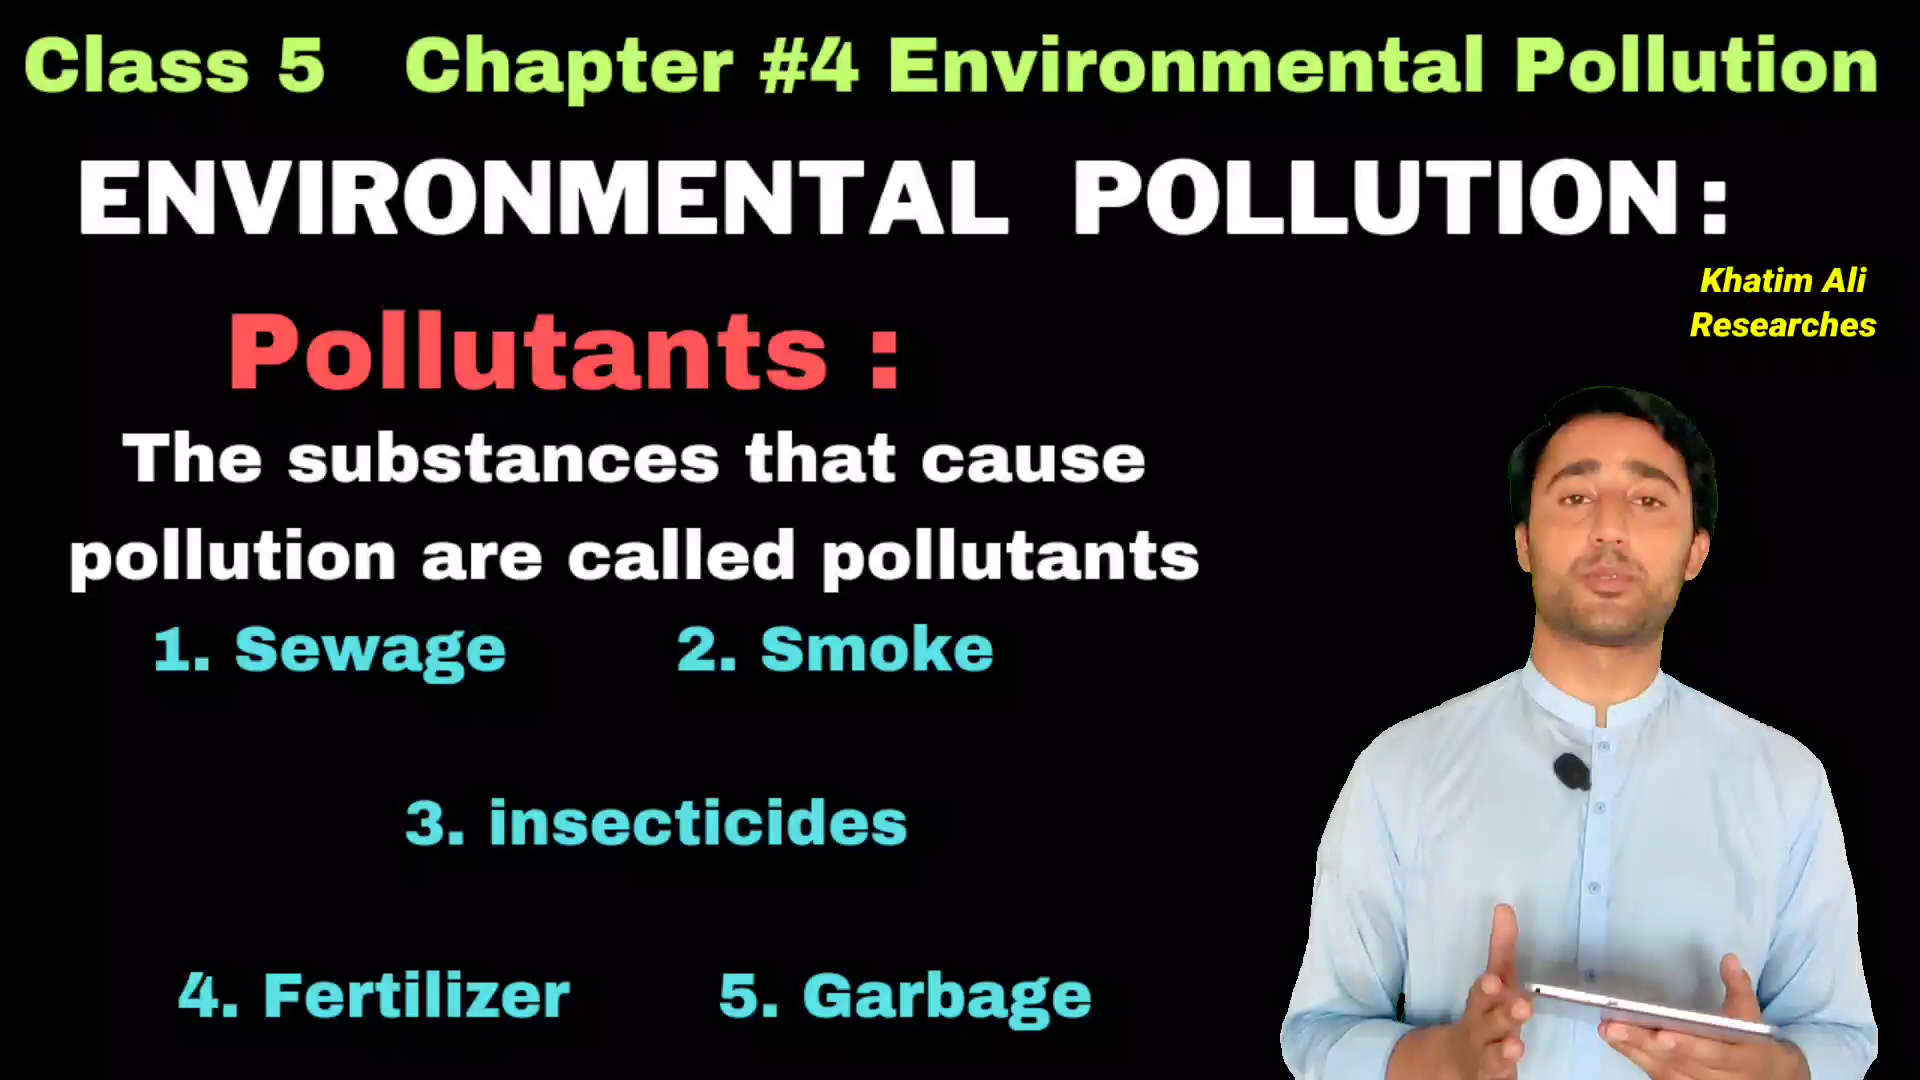 Class 5 Chapter #4 Environmental Pollution
ENVIRONMENTAL POLLUTION:
Khatim Ali
Researches
Pollutants :
The substances that cause
pollution are called pollutants
1. Sewage 2. Smoke
3. insecticides
4. Fertilizer 5. Garbage